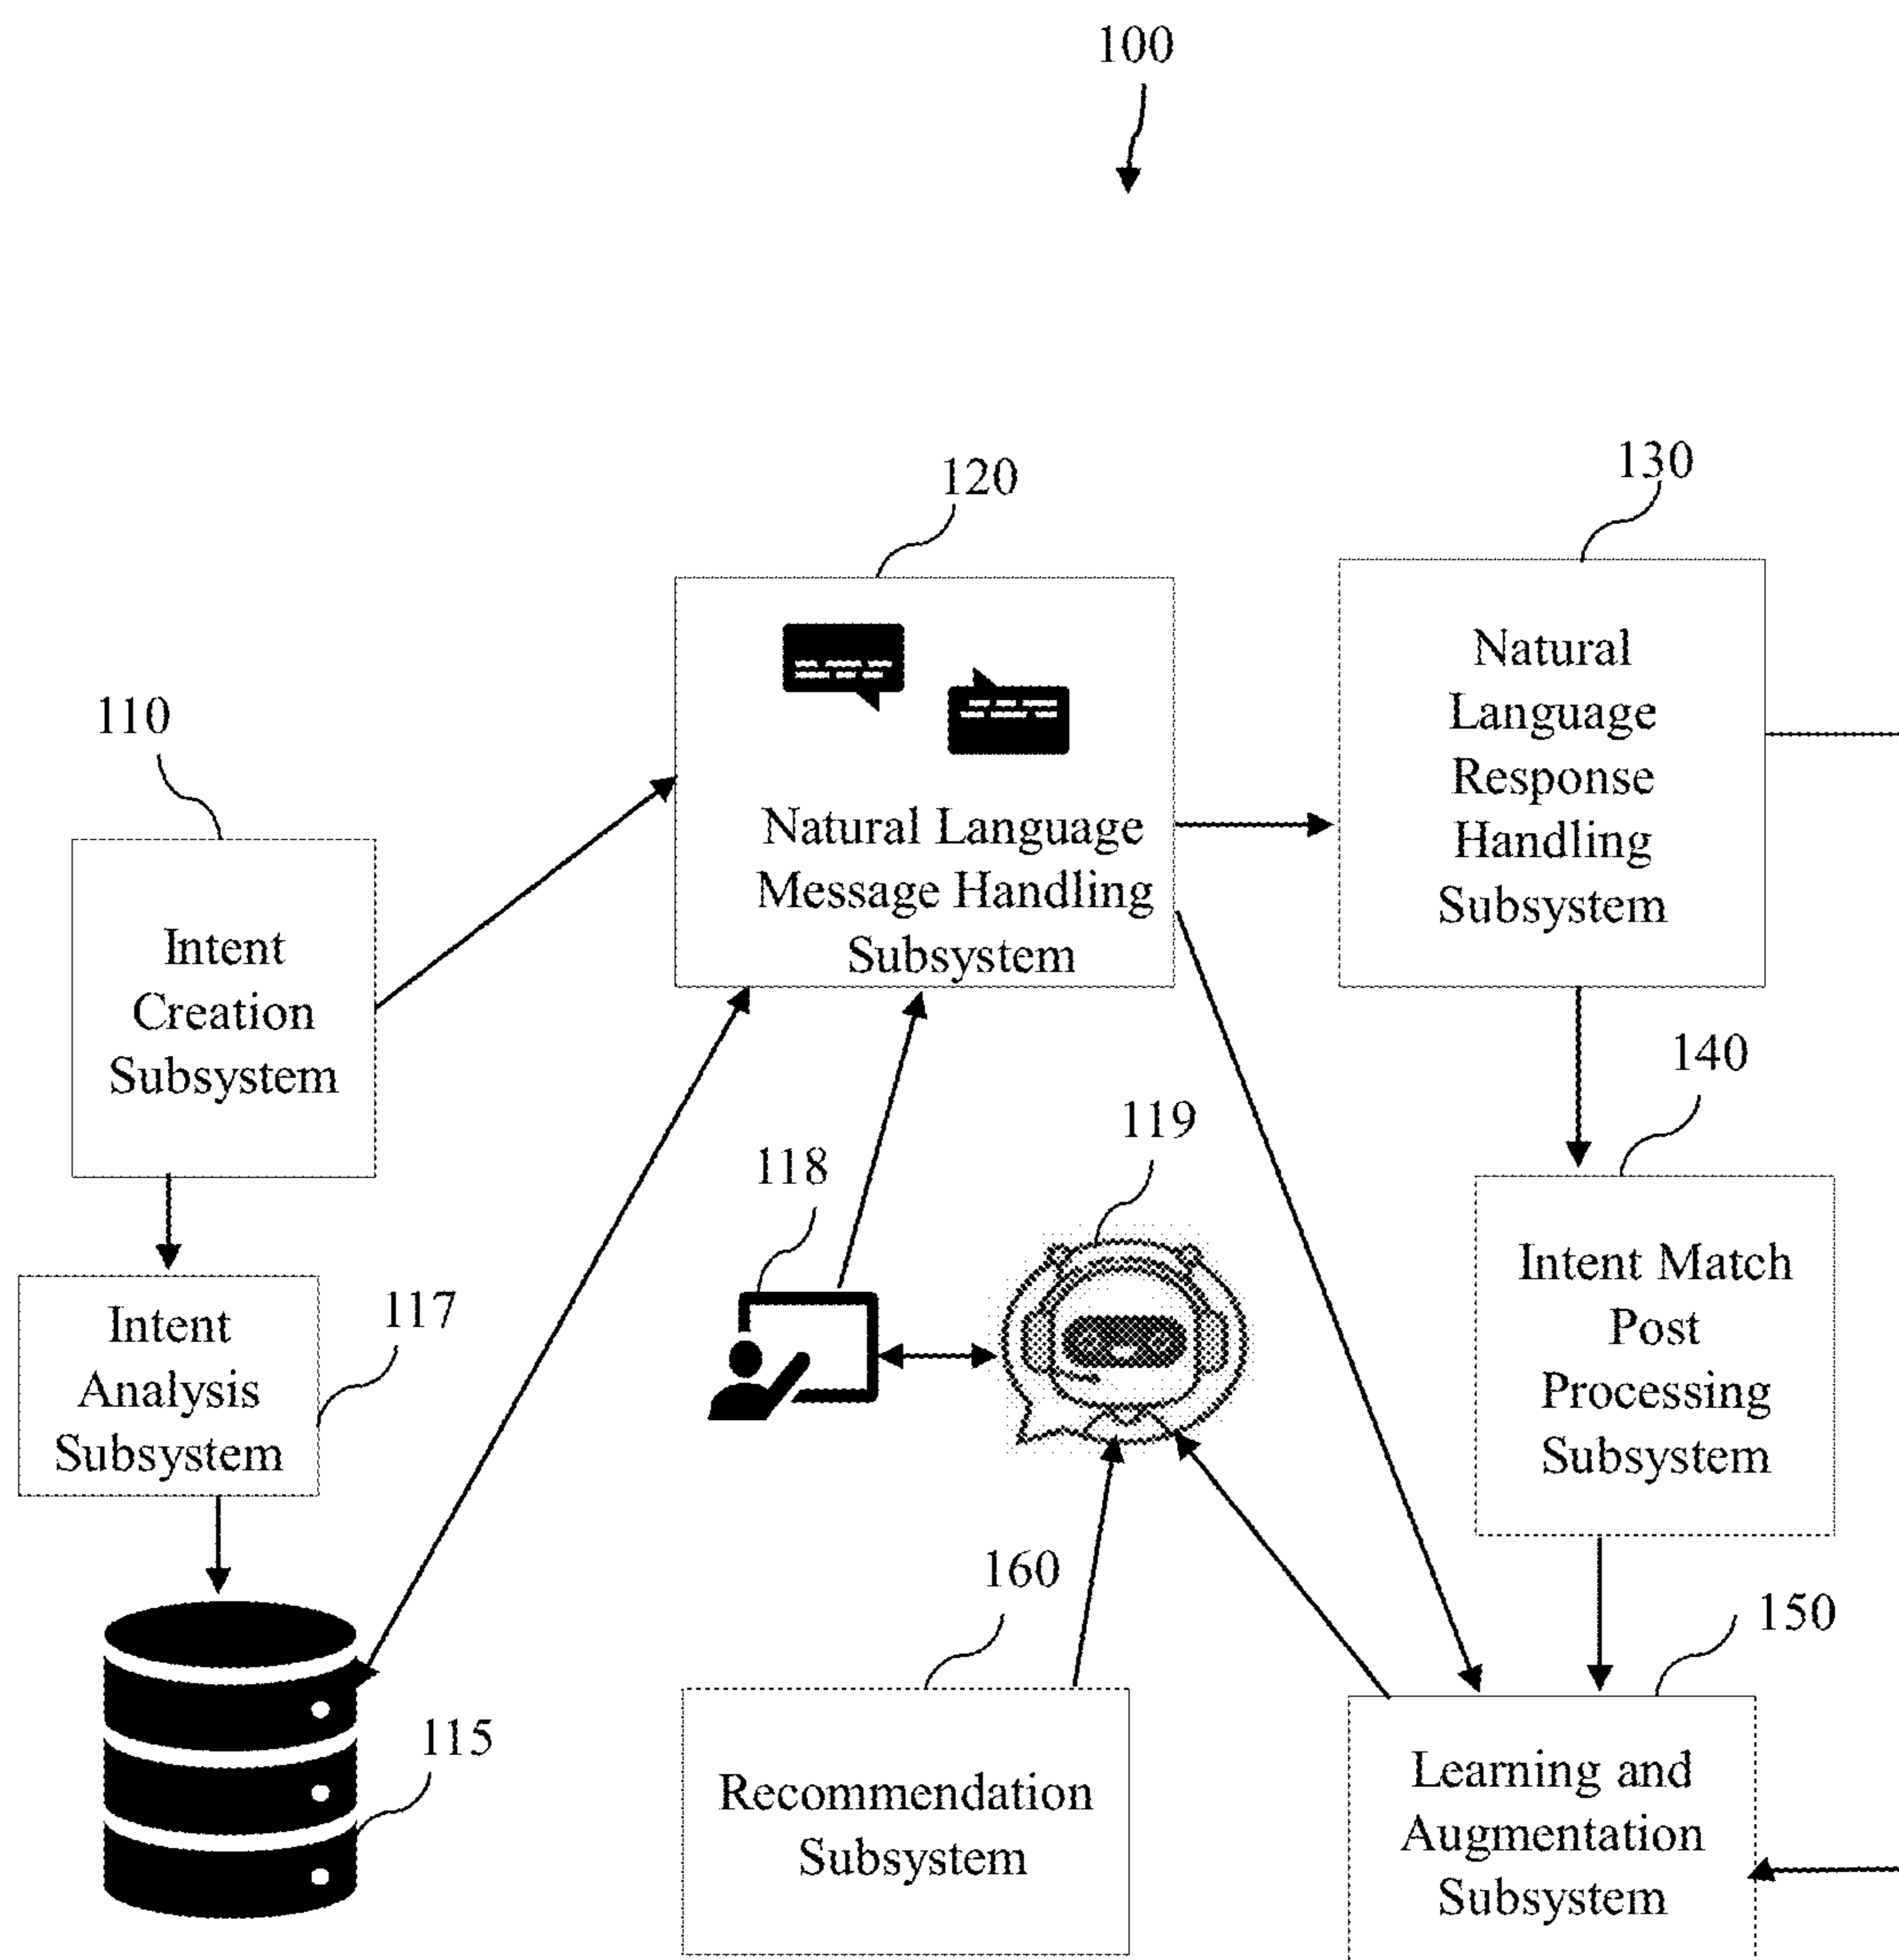 100
120
130
Natural
Language
Response
Handling
Subsystem
110
Natural Language
Message Handling
Subsystem
Intent
Creation
Subsystem
140
119
118
Intent Match
Post
Processing
Subsystem
117
Intent
Analysis
Subsystem
160
150
115
Recommendation
Subsystem
Learning and
Augmentation
Subsystem